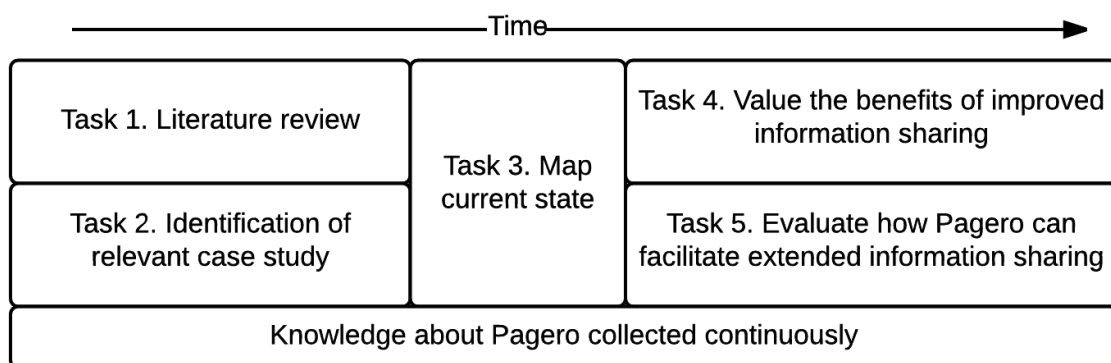 Time
Task 1. Literature review
Task 2. Identification of
relevant case study
Task 3. Map
current state
Task 4. Value the benefits of improved
information sharing
Task 5. Evaluate how Pagero can
facilitate extended information sharing
Knowledge about Pagero collected continuously